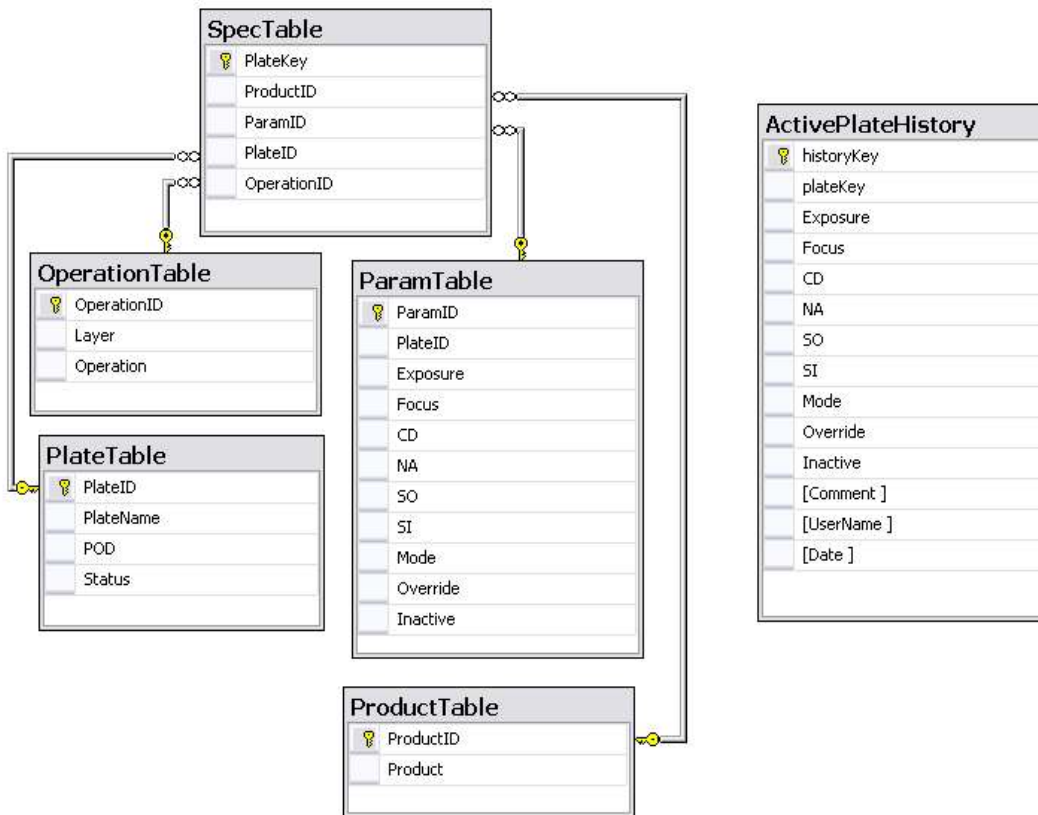 SpecTable
PlateKey
ProductID
ParamID
PlateID
OperationID
OperationTable
OperationID
Layer
Operation
PlateTable
PlateID
PlateName
POD
Status
ParamTable
ParamID
PlateID
Exposure
Focus
CD
NA
SO
SI
Mode
Override
Inactive
ProductTable
ProductID
Product
ActivePlateHistory
historyKey
plateKey
Exposure
Focus
CD
NA
SO
SI
Mode
Override
Inactive
[Comment ]
[UserName ]
[Date ]